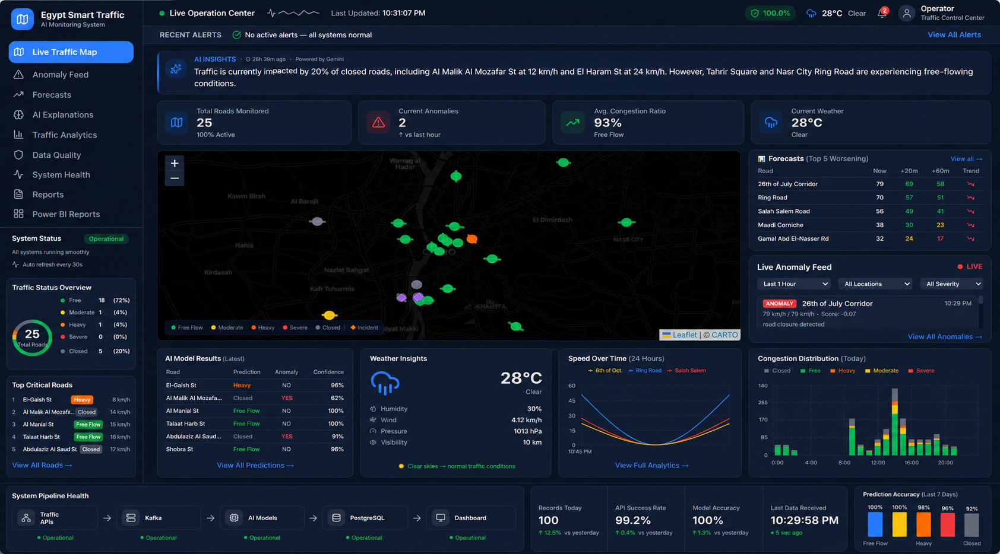 Egypt Smart Traffic
AI Monitoring System
Live Traffic Map
Anomaly Feed
Forecasts
AI Explanations
Traffic Analytics
Data Quality
System Health
Reports
Power BI Reports
System Status Operational
All systems running smoothly
Auto refresh every 30s
Traffic Status Overview
25
Total Roads
Free 18 (72%)
Moderate 1 (4%)
Heavy 1 (4%)
Severe 0 (0%)
Closed 5 (20%)
Top Critical Roads
1 El-Gaish St Heavy 8 km/h
2 Al Malik Al Mozafa... Closed 14 km/h
3 Al Manial St Free Flow 15 km/h
4 Talaat Harb St Free Flow 16 km/h
5 Abdulaziz Al Saud St Closed 17 km/h
View All Roads →
Live Operation Center Last Updated: 10:31:07 PM
100.0% 28°C Clear 2
Operator
Traffic Control Center
RECENT ALERTS No active alerts — all systems normal View All Alerts
AI INSIGHTS · 26h 39m ago · Powered by Gemini
Traffic is currently impacted by 20% of closed roads, including Al Malik Al Mozafar St at 12 km/h and El Haram St at 24 km/h. However, Tahrir Square and Nasr City Ring Road are experiencing free-flowing
conditions.
Total Roads Monitored
25
100% Active
Current Anomalies
2
↑ vs last hour
Avg. Congestion Ratio
93%
Free Flow
Current Weather
28°C
Clear
+
−
Warraq al
Hadar
Kawm Birah
Al Barajil
El Dimirdash
NASR CITY
Nahia
CAIRO
Kirdasah
Nazlet Bahgat
Kafr Tuhurmis
KHALEFA
Free Flow Moderate Heavy Severe Closed Incident
Leaflet | © CARTO
Forecasts (Top 5 Worsening) View all →
Road Now +20m +60m Trend
26th of July Corridor 79 69 58
Ring Road 70 57 51
Salah Salem Road 56 49 41
Maadi Corniche 38 30 23
Gamal Abd El-Nasser Rd 32 24 17
Live Anomaly Feed LIVE
Last 1 Hour All Locations All Severity
ANOMALY 26th of July Corridor 10:29 PM
79 km/h / 79 km/h • Score: -0.07
road closure detected
View All Anomalies →
AI Model Results (Latest)
Road Prediction Anomaly Confidence
El-Gaish St Heavy NO 96%
Al Malik Al Mozafa... Closed YES 62%
Al Manial St Free Flow NO 100%
Talaat Harb St Free Flow NO 100%
Abdulaziz Al Saud... Closed YES 91%
Shobra St Free Flow NO 96%
View All Predictions →
Weather Insights
28°C
Clear
Humidity 30%
Wind 4.12 km/h
Pressure 1013 hPa
Visibility 10 km
Clear skies → normal traffic conditions
Speed Over Time (24 Hours)
6th of Oct. Ring Road Salah Salem
60
45
30
15
0
10:45 PM
View Full Analytics →
Congestion Distribution (Today)
Closed Free Heavy Moderate Severe
140
265
170
85
0
0:00 4:00 8:00 12:00 16:00 20:00
System Pipeline Health
Traffic
APIs
→ Kafka → AI Models → PostgreSQL → Dashboard
Operational Operational Operational Operational Operational
Records Today
100
↑ 12.5% vs yesterday
API Success Rate
99.2%
↑ 0.4% vs yesterday
Model Accuracy
100%
↑ 1.3% vs yesterday
Last Data Received
10:29:58 PM
5 sec ago
Prediction Accuracy (Last 7 Days)
100% 100% 98% 96% 92%
Free Flow Heavy Closed